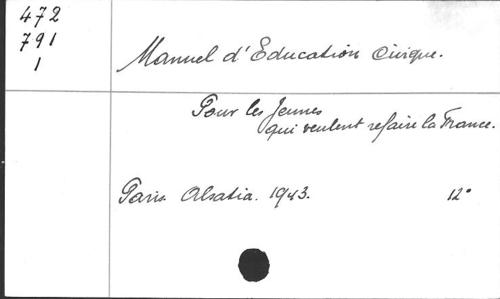 472
791
1
Manuel d'Education Civique.
Pour les Jeunes
qui veulent refaire la France.
Paris. Alsatia. 1943. 12°